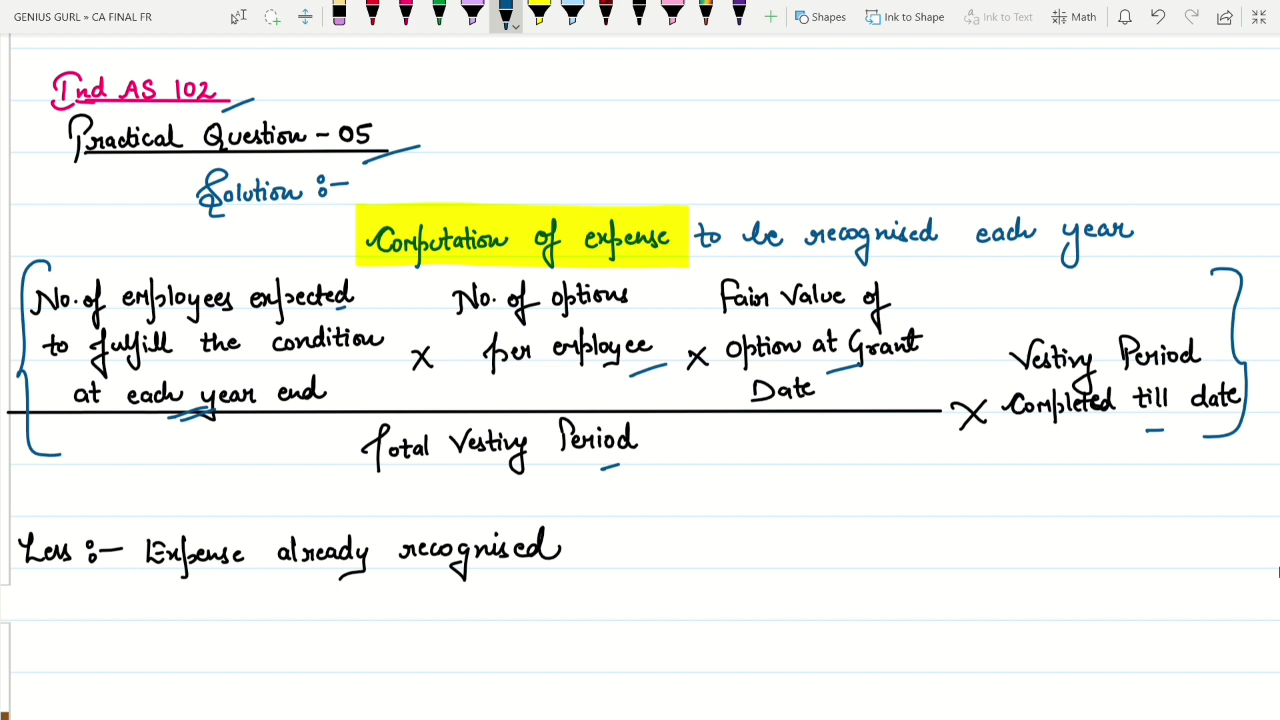 GENIUS GURL » CA FINAL FR
Shapes
Ink to Shape
Ink to Text
Math
Ind AS 102
Practical Question - 05
Solution :-
Computation of expense to be recognised each year
No. of employees expected to fulfill the condition at each year end × No. of options per employee × Fair Value of option at Grant Date
Total Vesting Period
× Vesting Period Completed till date
Less :- Expense already recognised